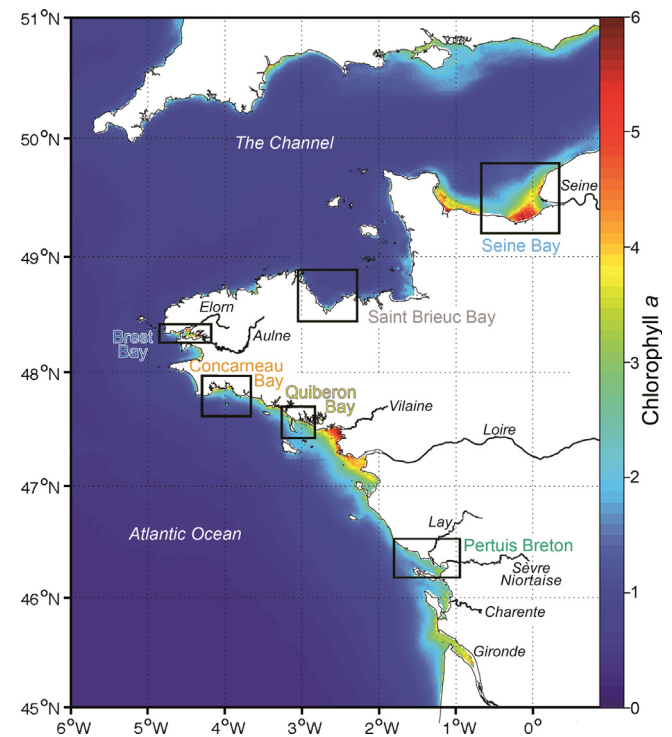 51°N
50°N
49°N
48°N
47°N
46°N
45°N
6°W
5°W
4°W
3°W
2°W
1°W
0°
The Channel
Seine
Seine Bay
Saint Brieuc Bay
Elorn
Aulne
Brest
Bay
Concarneau
Bay
Quiberon
Bay
Vilaine
Loire
Atlantic Ocean
Lay
Pertuis Breton
Sèvre
Niortaise
Charente
Gironde
6
5
4
3
2
1
0
Chlorophyll a